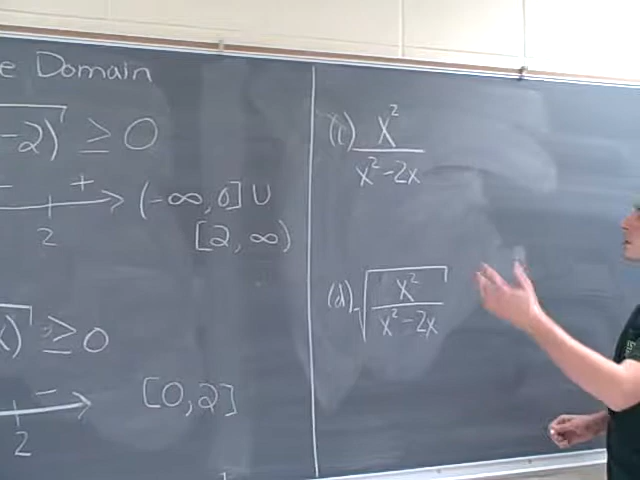 e Domain
-2) ≥ 0
- + (-∞, 0] ∪
2 [2, ∞)
x) ≥ 0
- [0, 2]
2
(c) x²
x² - 2x
(d) √ x²
x² - 2x